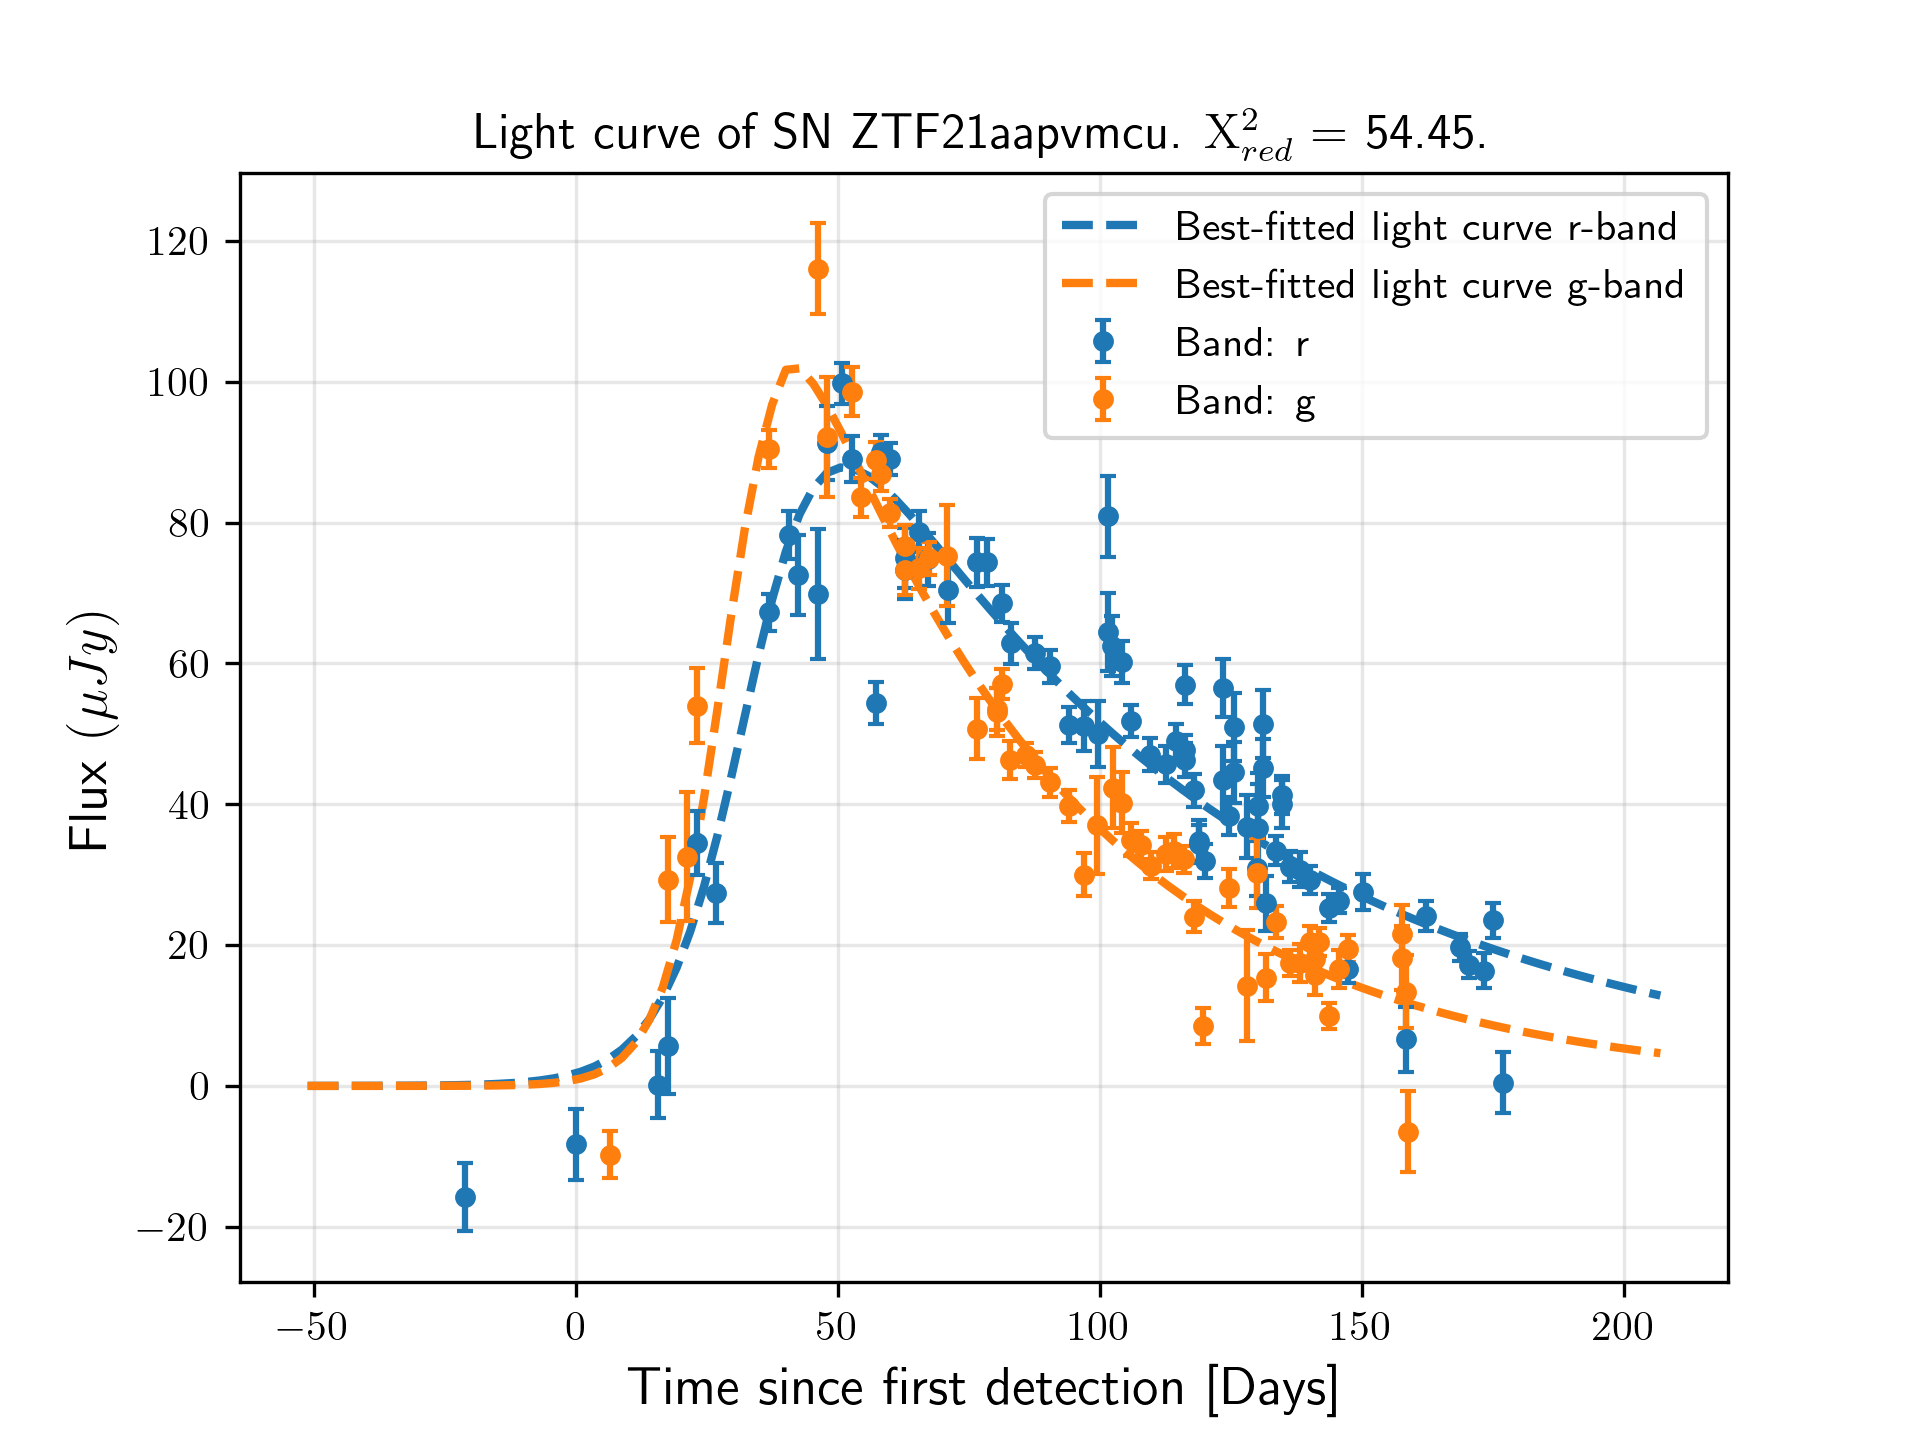 Light curve of SN ZTF21aapvmcu. X²_red = 54.45.
Best-fitted light curve r-band
Best-fitted light curve g-band
Band: r
Band: g
120
100
80
60
40
20
0
−20
Flux (μJy)
−50 0 50 100 150 200
Time since first detection [Days]